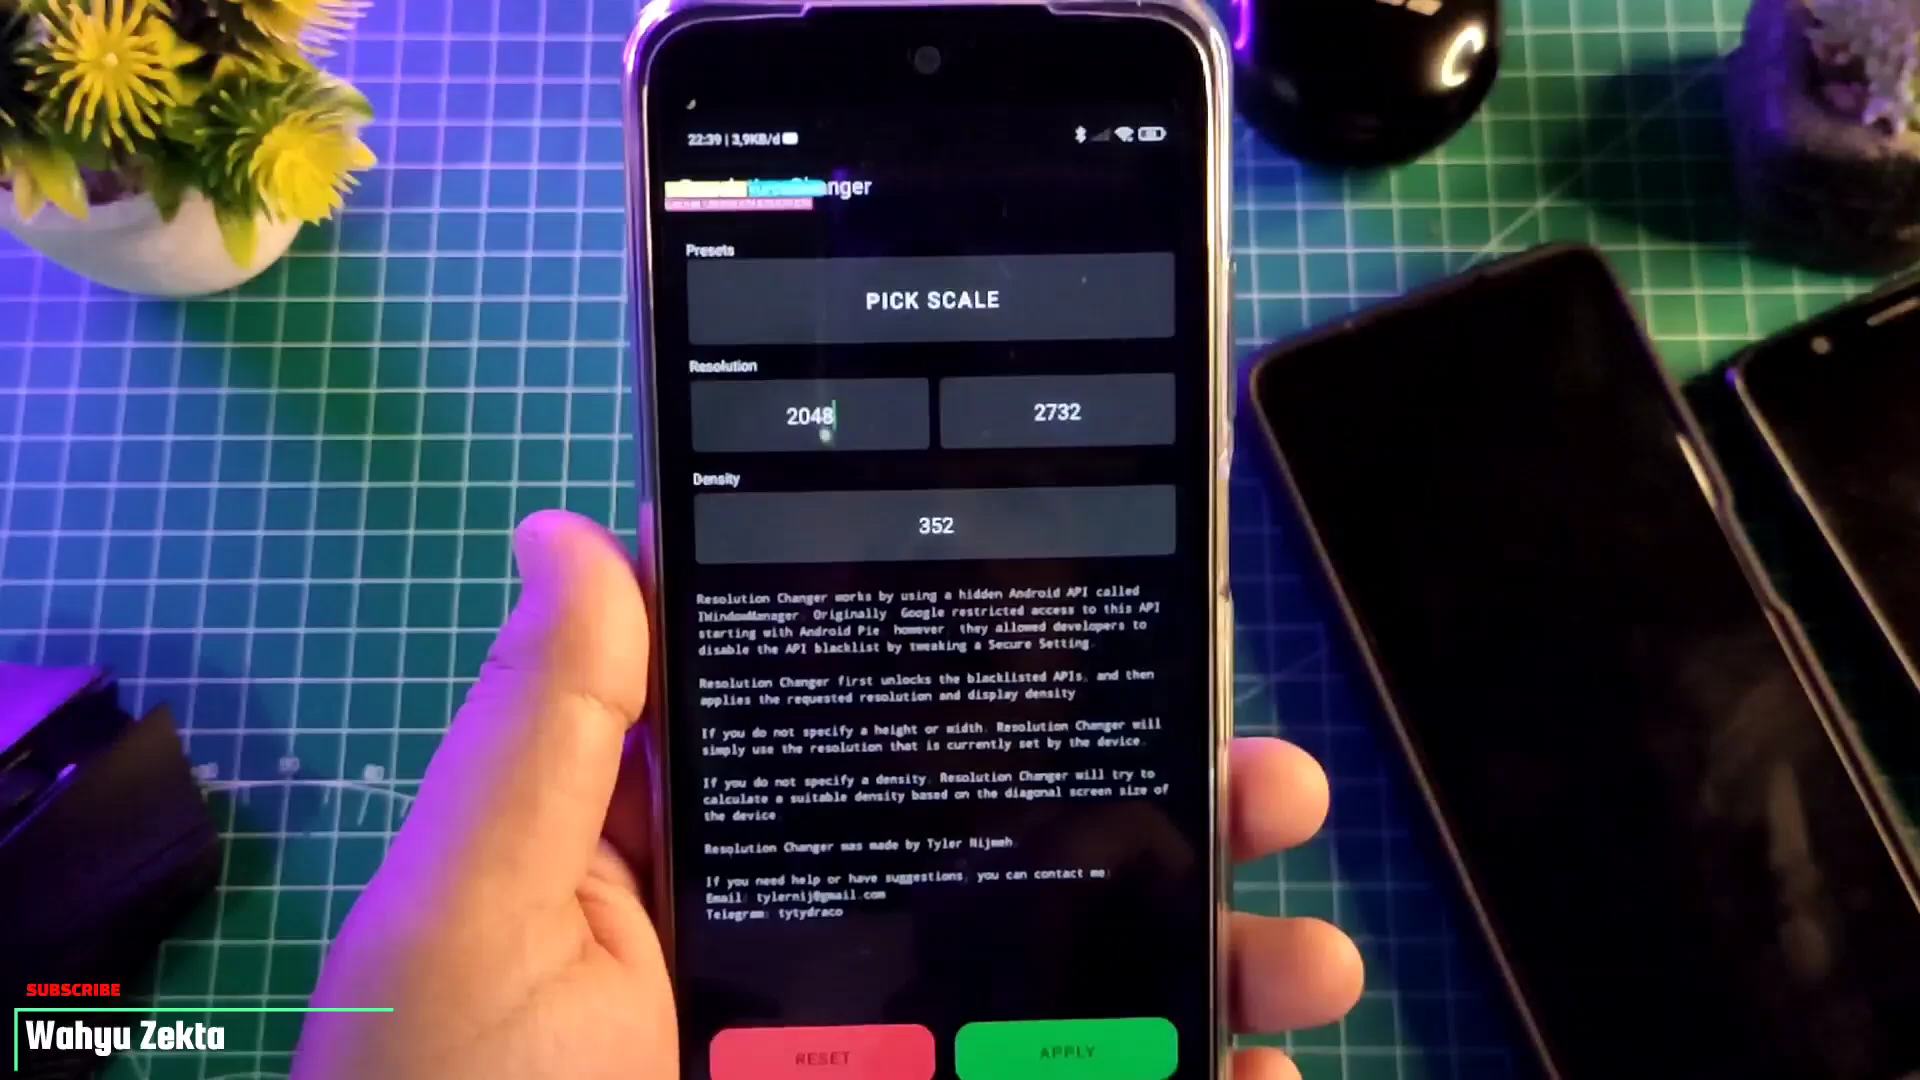 22:39 | 3,9KB/d
anger
Presets
PICK SCALE
Resolution
2048
2732
Density
352
Resolution Changer works by using a hidden Android API called
IWindowManager. Originally, Google restricted access to this API
starting with Android Pie, however, they allowed developers to
disable the API blacklist by tweaking a Secure Setting.
Resolution Changer first unlocks the blacklisted APIs, and then
applies the requested resolution and display density
If you do not specify a height or width, Resolution Changer will
simply use the resolution that is currently set by the device.
If you do not specify a density, Resolution Changer will try to
calculate a suitable density based on the diagonal screen size of
the device
Resolution Changer was made by Tyler Nijmeh.
If you need help or have suggestions, you can contact me:
Email: tylernij@gmail.com
Telegram: tytydraco
RESET
APPLY
SUBSCRIBE
Wahyu Zekta